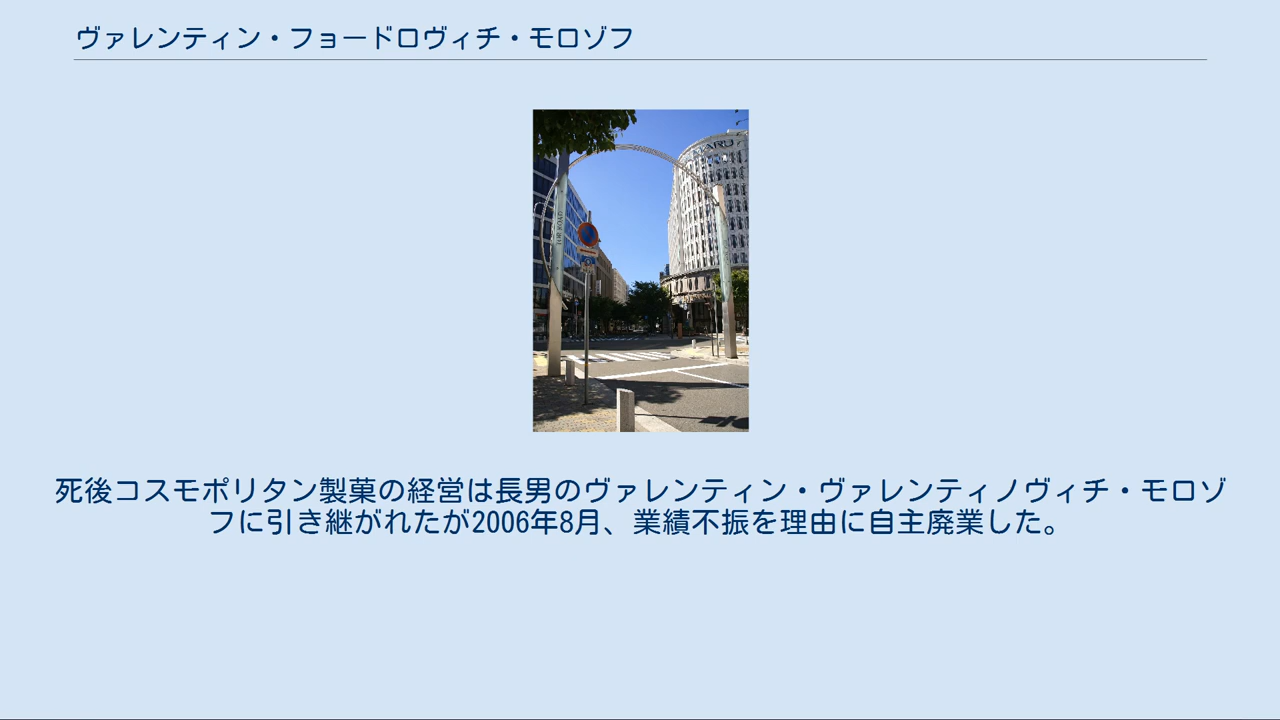 ヴァレンティン・フョードロヴィチ・モロゾフ
死後コスモポリタン製菓の経営は長男のヴァレンティン・ヴァレンティノヴィチ・モロゾ
フに引き継がれたが2006年8月、業績不振を理由に自主廃業した。